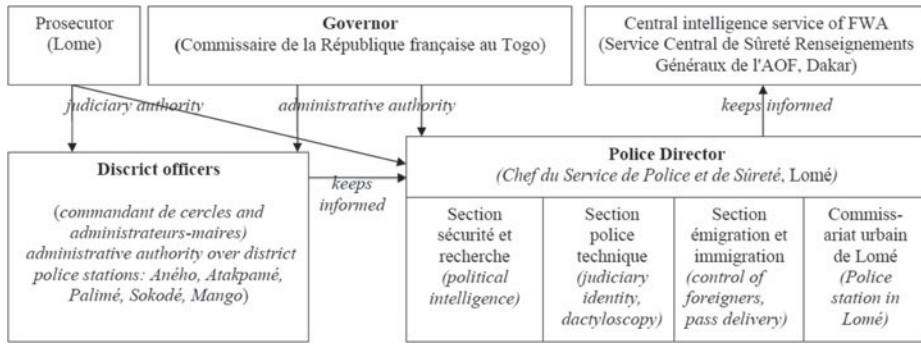 Prosecutor
(Lome)
Governor
(Commissaire de la République française au Togo)
Central intelligence service of FWA
(Service Central de Sûreté Renseignements
Généraux de l'AOF, Dakar)
judiciary authority
administrative authority
keeps informed
Discrict officers
(commandant de cercles and
administrateurs-maires)
administrative authority over district
police stations: Aného, Atakpamé,
Palimé, Sokodé, Mango)
keeps
informed
Police Director
(Chef du Service de Police et de Sûreté, Lomé)
Section
sécurité et
recherche
(political
intelligence)
Section
police
technique
(judiciary
identity,
dactyloscopy)
Section
émigration et
immigration
(control of
foreigners,
pass delivery)
Commiss-
ariat urbain
de Lomé
(Police
station in
Lomé)